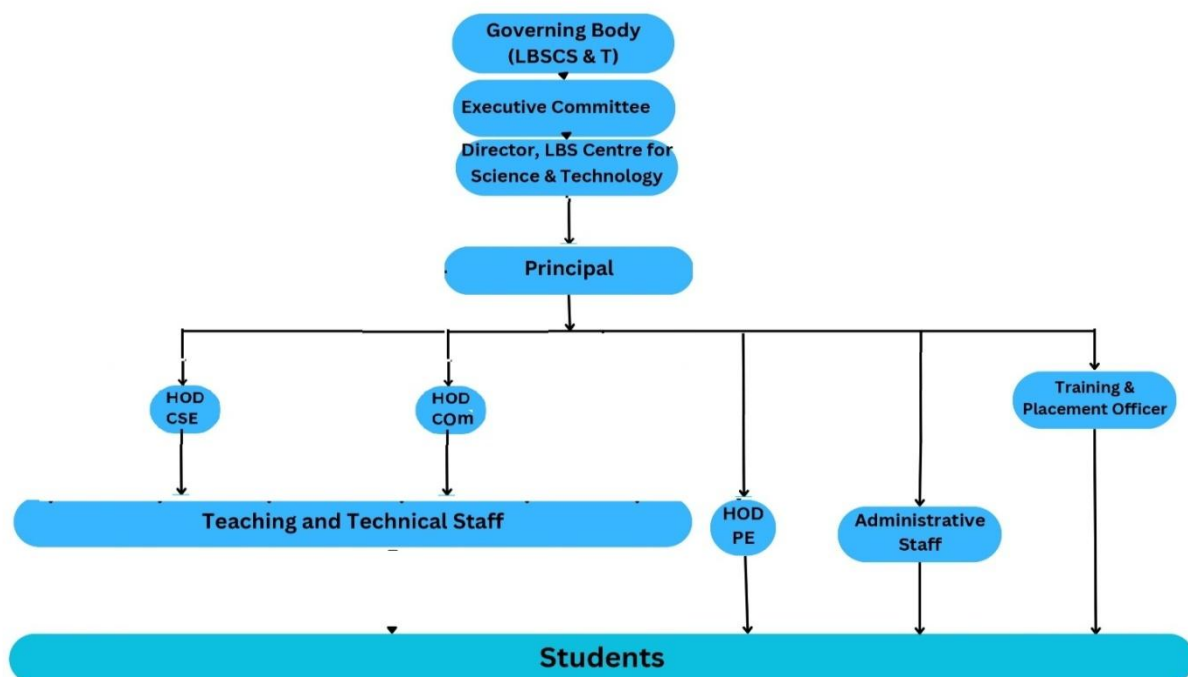 Governing Body
(LBSCS & T)
Executive Committee
Director, LBS Centre for
Science & Technology
Principal
HOD
CSE
HOD
COm
Training &
Placement Officer
Teaching and Technical Staff
HOD
PE
Administrative
Staff
Students